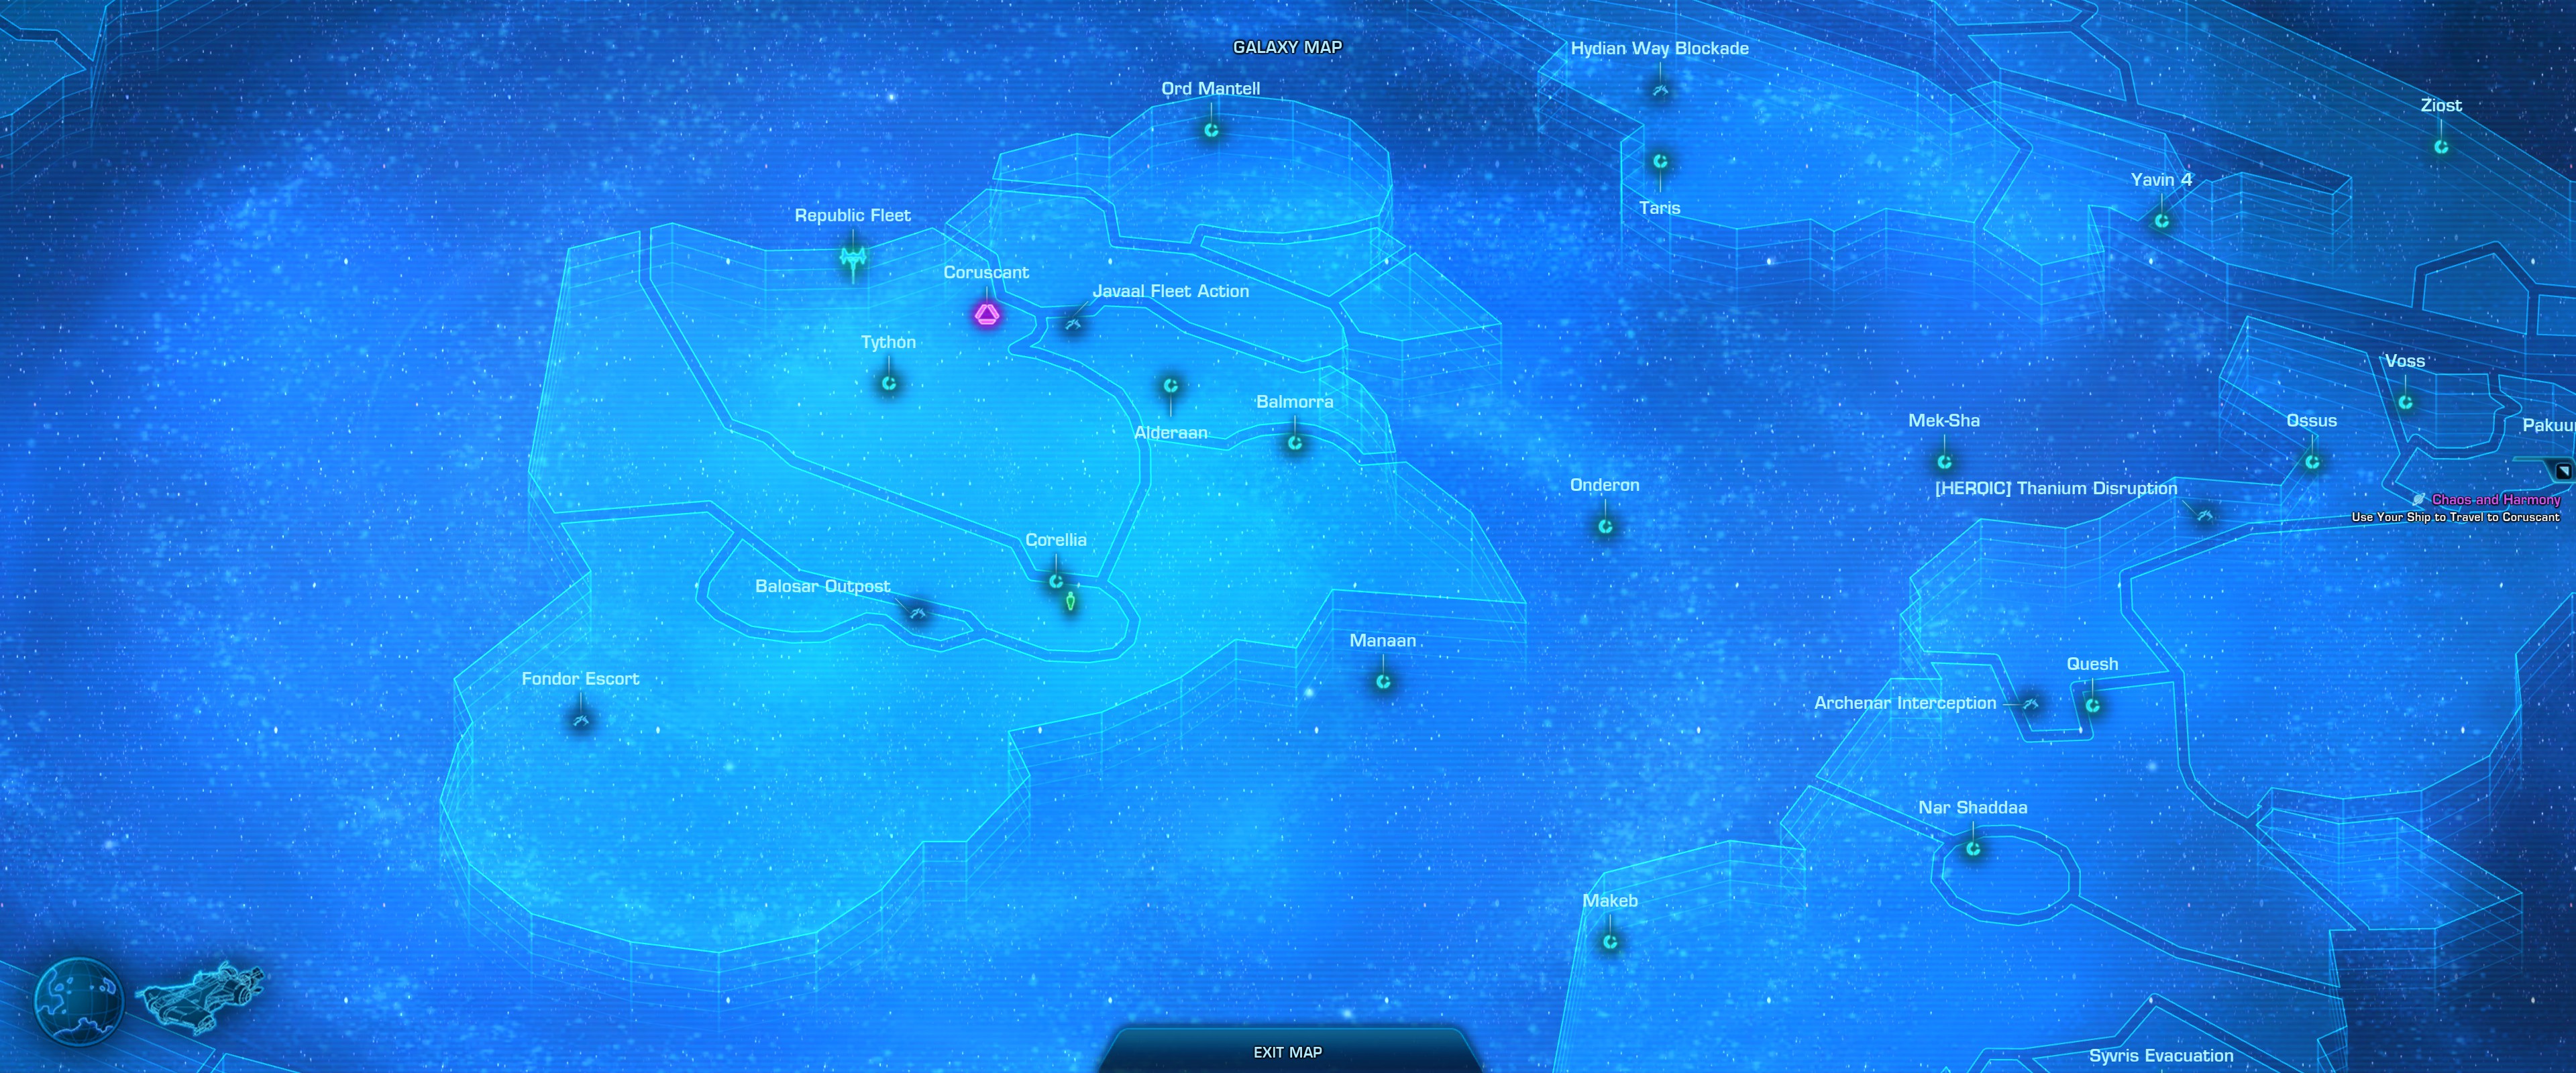 GALAXY MAP
Hydian Way Blockade
Ord Mantell
Ziost
Yavin 4
Taris
Republic Fleet
Coruscant
Javaal Fleet Action
Tython
Voss
Balmorra
Mek-Sha
Ossus
Pakuu
Alderaan
Onderon
[HEROIC] Thanium Disruption
Chaos and Harmony
Use Your Ship to Travel to Coruscant
Corellia
Balosar Outpost
Manaan
Quesh
Fondor Escort
Archenar Interception
Nar Shaddaa
Makeb
EXIT MAP
Syvris Evacuation